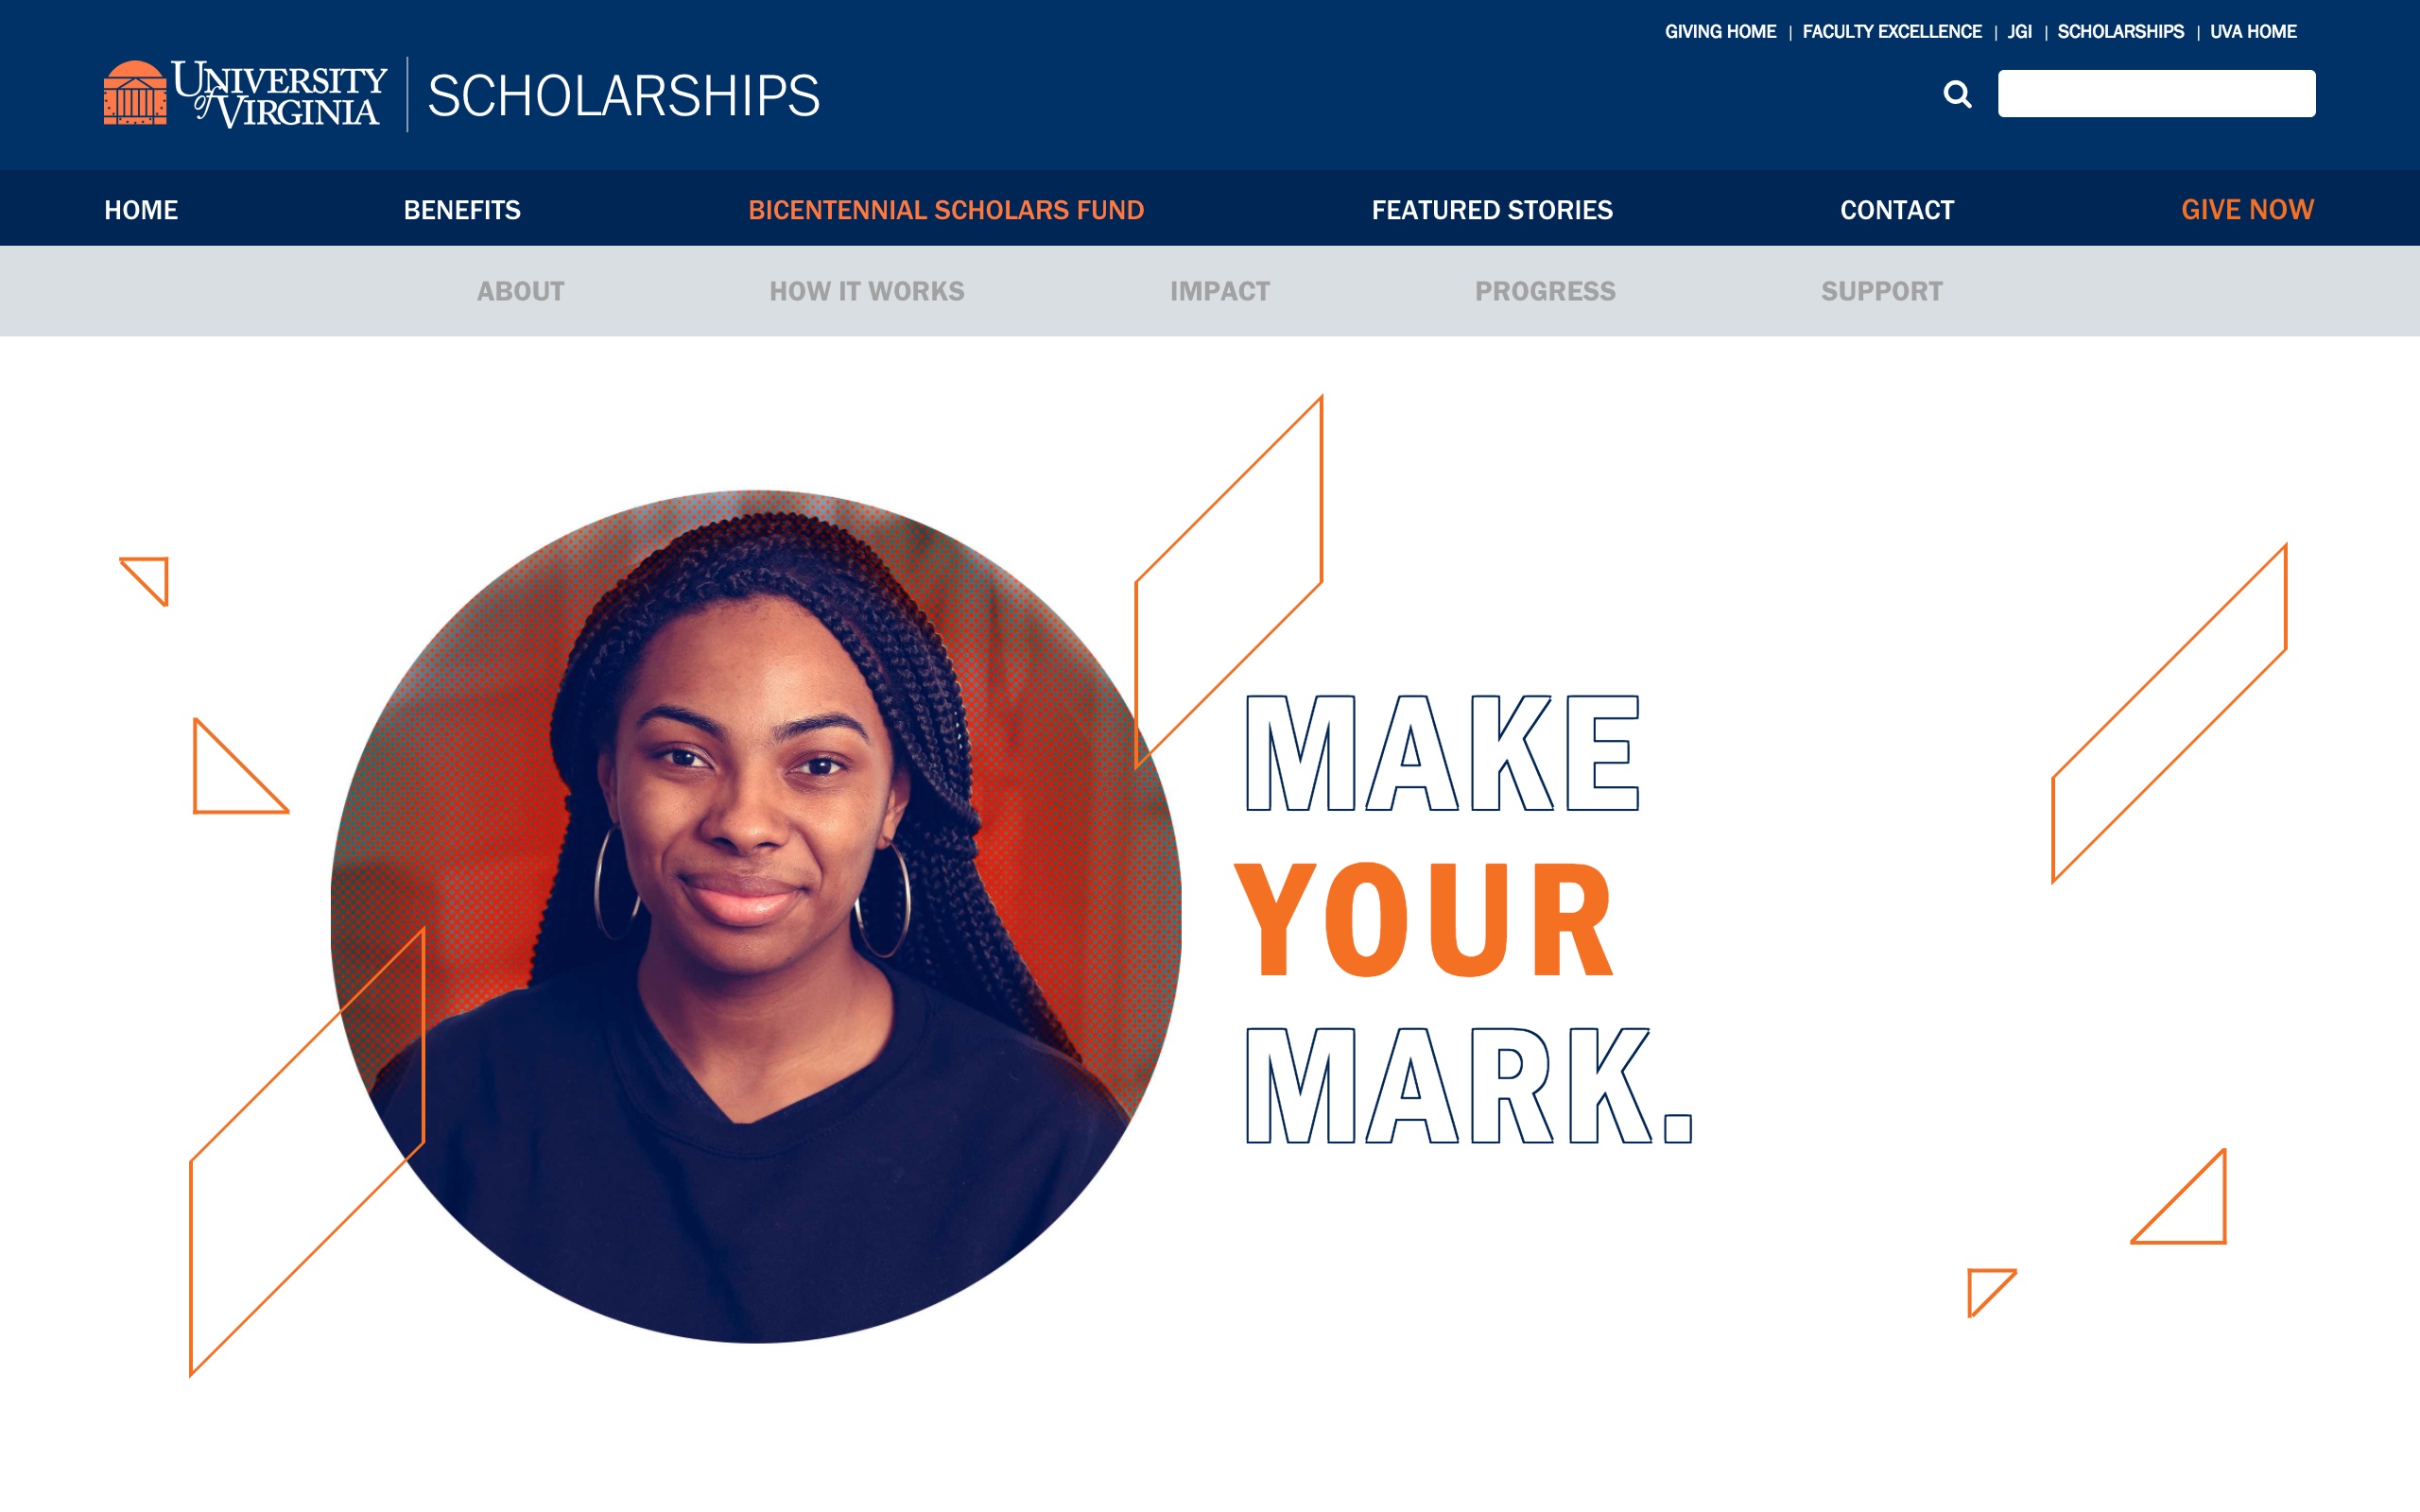 GIVING HOME | FACULTY EXCELLENCE | JGI | SCHOLARSHIPS | UVA HOME
UNIVERSITY
of VIRGINIA
SCHOLARSHIPS
HOME BENEFITS BICENTENNIAL SCHOLARS FUND FEATURED STORIES CONTACT GIVE NOW
ABOUT HOW IT WORKS IMPACT PROGRESS SUPPORT
MAKE
YOUR
MARK.